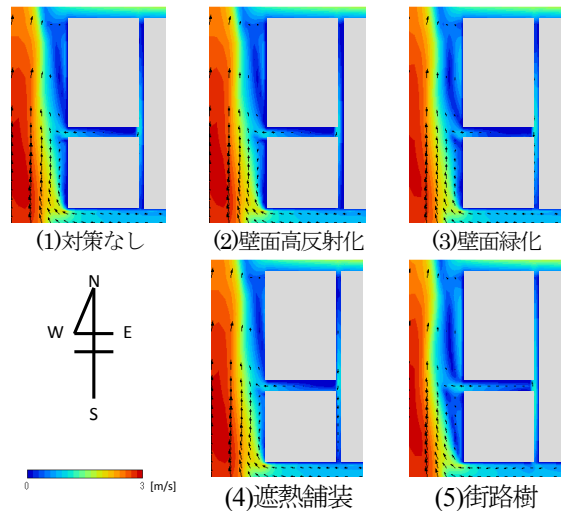 (1)対策なし
(2)壁面高反射化
(3)壁面緑化
N
W E
S
0 3 [m/s]
(4)遮熱舗装
(5)街路樹